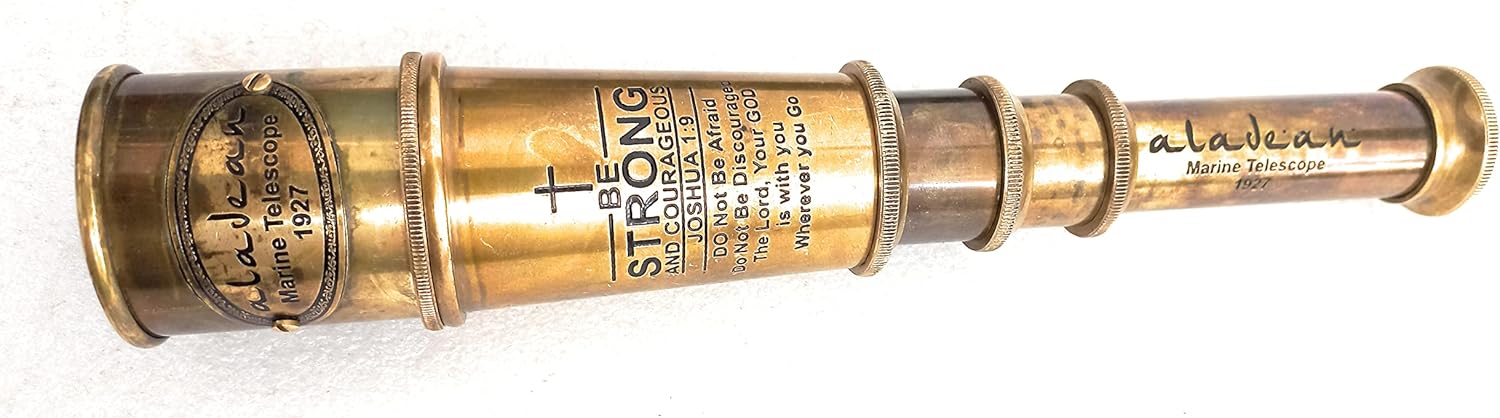 aladean
Marine Telescope
1927
BE
STRONG
AND COURAGEOUS
JOSHUA 1:9
DO Not Be Afraid
Do Not Be Discouraged
The Lord, Your GOD
is with you
Wherever you Go
aladean
Marine Telescope
1927